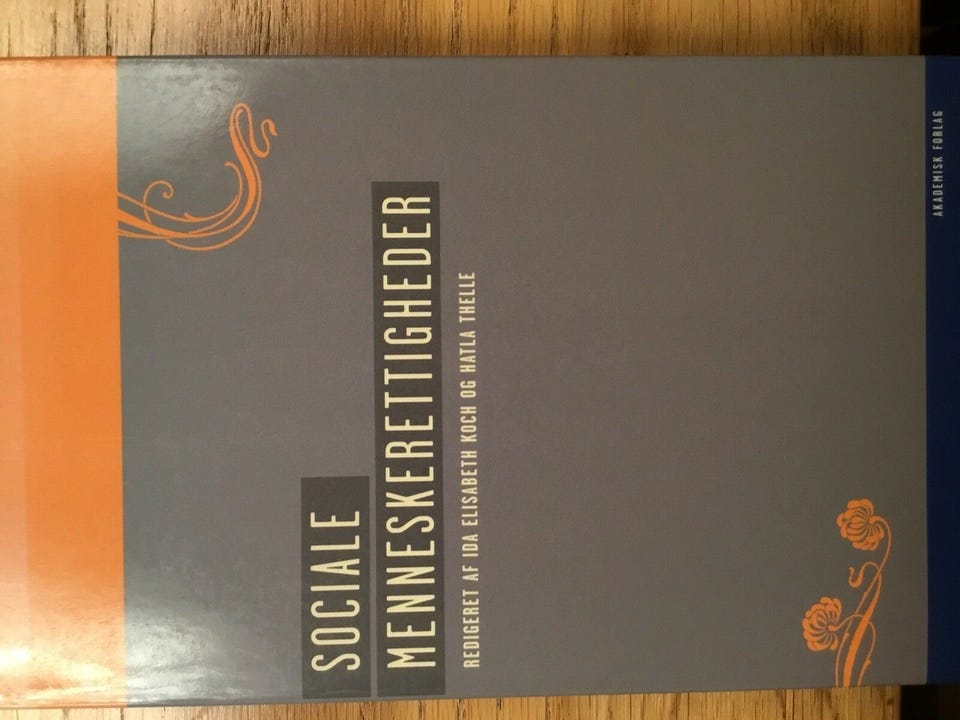 SOCIALE
MENNESKERETTIGHEDER
REDIGERET AF IDA ELISABETH KOCH OG HATLA THELLE
AKADEMISK FORLAG